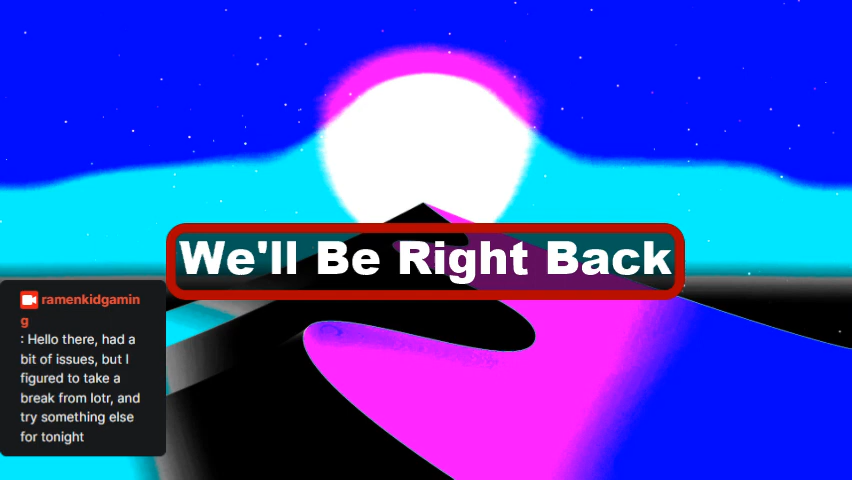 We'll Be Right Back
ramenkidgamin
g
: Hello there, had a
bit of issues, but I
figured to take a
break from lotr, and
try something else
for tonight